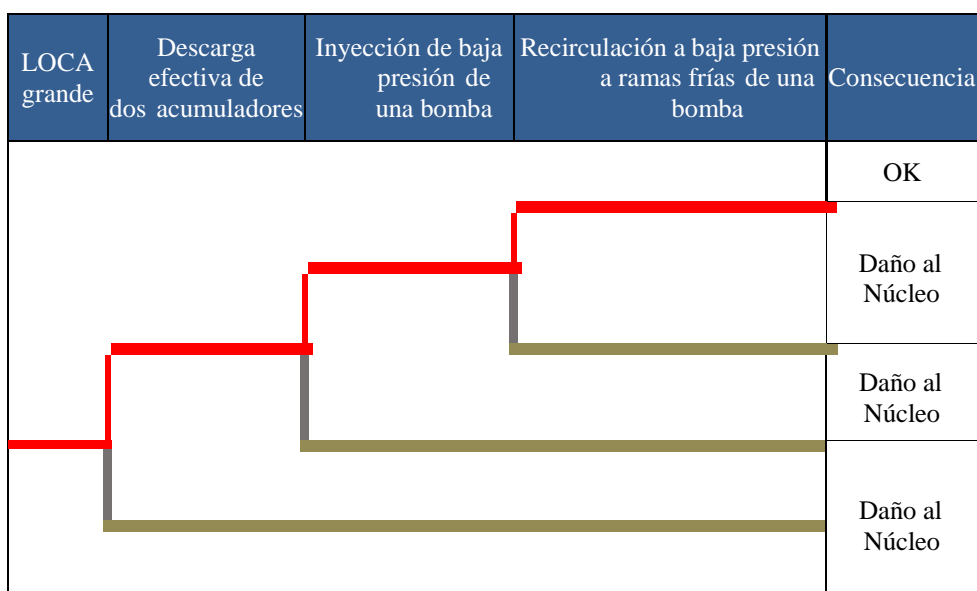 LOCA
grande
Descarga
efectiva de
dos acumuladores
Inyección de baja
presión de
una bomba
Recirculación a baja presión
a ramas frías de una
bomba
Consecuencia
OK
Daño al
Núcleo
Daño al
Núcleo
Daño al
Núcleo